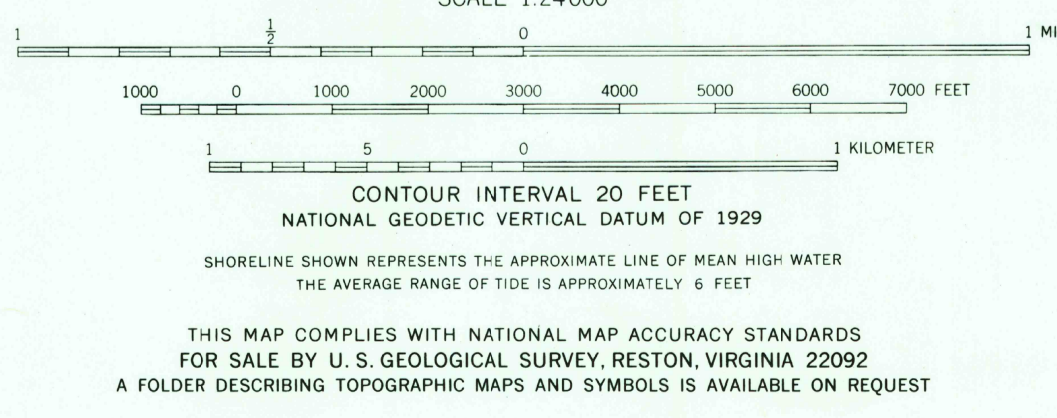 SCALE 1:24000
1 ½ 0 1 MI
1000 0 1000 2000 3000 4000 5000 6000 7000 FEET
1 5 0 1 KILOMETER
CONTOUR INTERVAL 20 FEET
NATIONAL GEODETIC VERTICAL DATUM OF 1929
SHORELINE SHOWN REPRESENTS THE APPROXIMATE LINE OF MEAN HIGH WATER
THE AVERAGE RANGE OF TIDE IS APPROXIMATELY 6 FEET
THIS MAP COMPLIES WITH NATIONAL MAP ACCURACY STANDARDS
FOR SALE BY U. S. GEOLOGICAL SURVEY, RESTON, VIRGINIA 22092
A FOLDER DESCRIBING TOPOGRAPHIC MAPS AND SYMBOLS IS AVAILABLE ON REQUEST